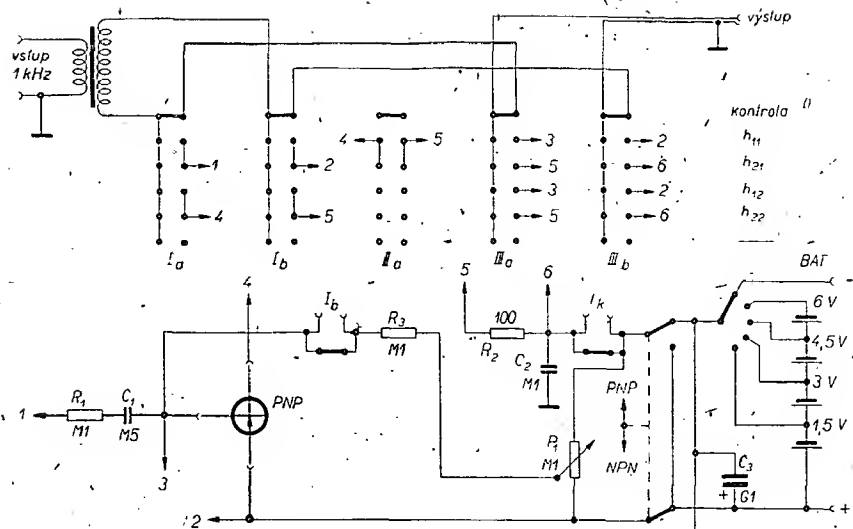 vstup
1 kHz
výstup
kontrola
h11
h21
h12
h22
4
5
1
2
4
5
3
5
3
5
2
6
2
6
Ia
Ib
IIa
IIIa
IIIb
BAT
4
Ib
R3
M1
5
100
R2
6
C2
M1
Ik
6 V
4,5 V
3 V
1,5 V
-
+
1
R1
M1
C1
M5
PNP
3
2
P1
M1
PNP
NPN
C3
+ G1